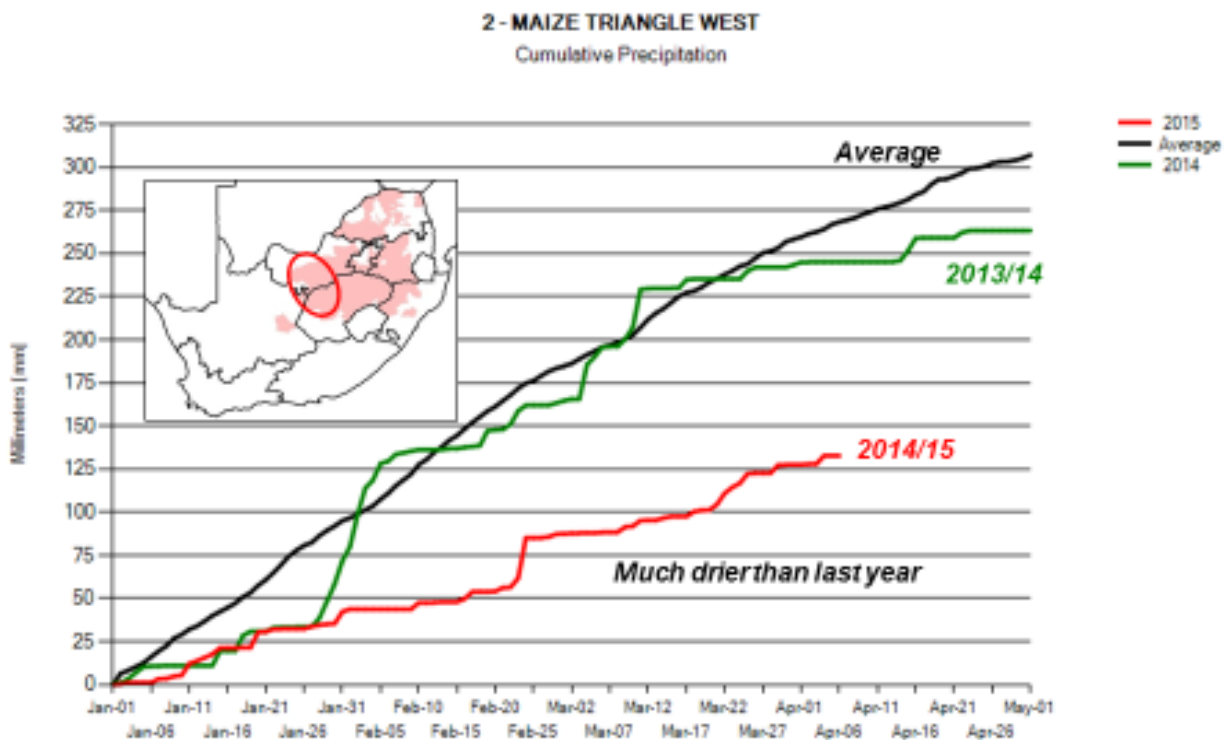 2 - MAIZE TRIANGLE WEST
Cumulative Precipitation
2015
Average
2014
Millimeters (mm)
325
300
275
250
225
200
175
150
125
100
75
50
25
0
Average
2013/14
2014/15
Much drier than last year
Jan-01 Jan-11 Jan-21 Jan-31 Feb-10 Feb-20 Mar-02 Mar-12 Mar-22 Apr-01 Apr-11 Apr-21 May-01
Jan-06 Jan-16 Jan-26 Feb-05 Feb-15 Feb-25 Mar-07 Mar-17 Mar-27 Apr-06 Apr-16 Apr-26